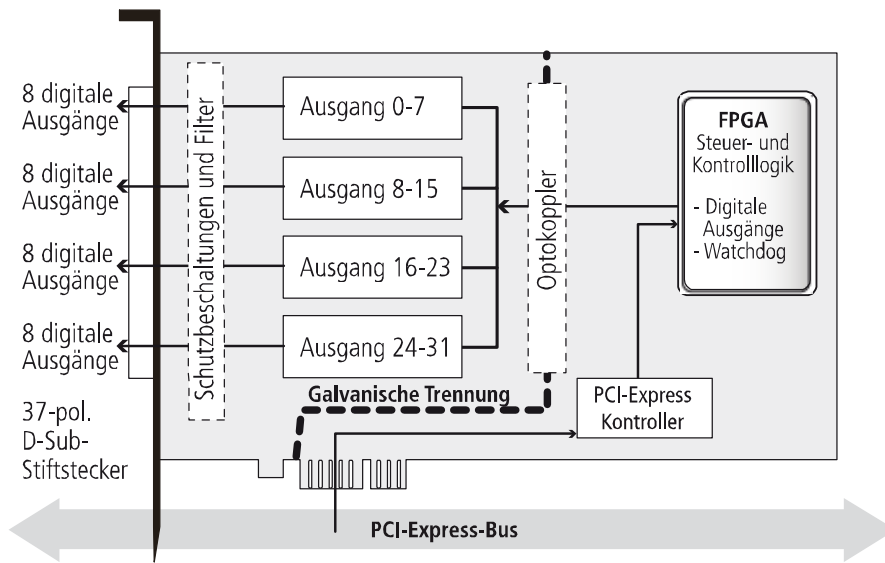 8 digitale
Ausgänge
8 digitale
Ausgänge
8 digitale
Ausgänge
8 digitale
Ausgänge
37-pol.
D-Sub-
Stiftstecker
Schutzbeschaltungen und Filter
Ausgang 0-7
Ausgang 8-15
Ausgang 16-23
Ausgang 24-31
Galvanische Trennung
Optokoppler
FPGA
Steuer- und
Kontrolllogik
- Digitale
Ausgänge
- Watchdog
PCI-Express
Kontroller
PCI-Express-Bus